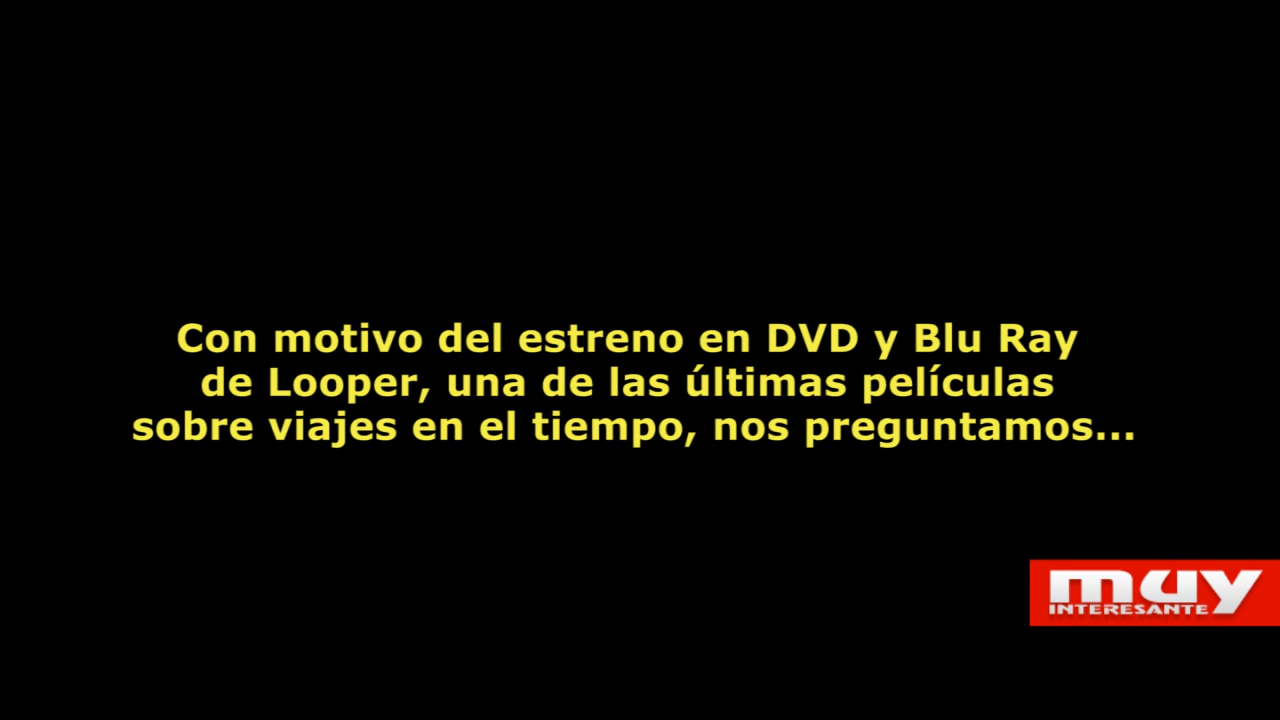 Con motivo del estreno en DVD y Blu Ray
de Looper, una de las últimas películas
sobre viajes en el tiempo, nos preguntamos...
muy
INTERESANTE